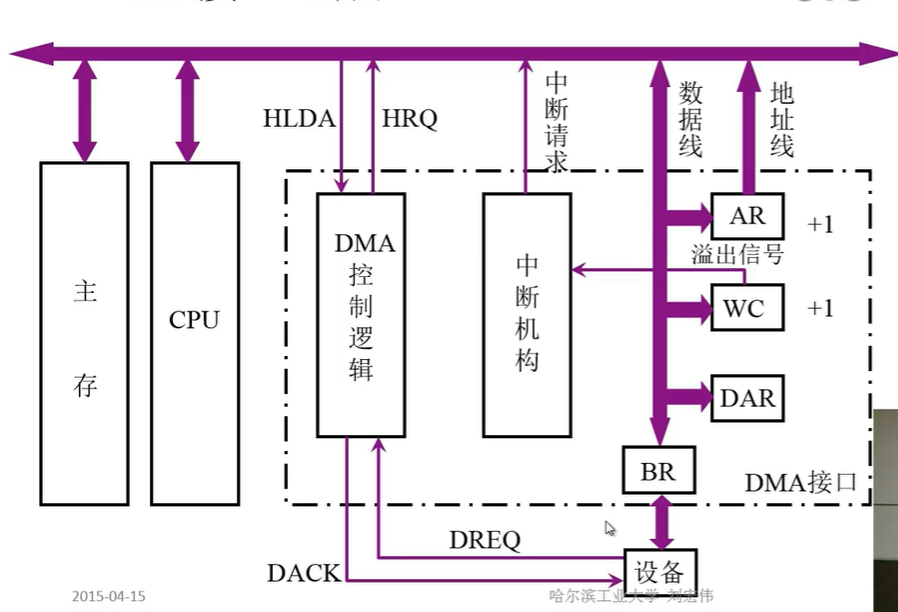 HLDA
HRQ
中断请求
数据线
地址线
主存
CPU
DMA控制逻辑
中断机构
AR
+1
溢出信号
WC
+1
DAR
BR
DMA接口
DREQ
DACK
设备
2015-04-15
哈尔滨工业大学 刘宏伟